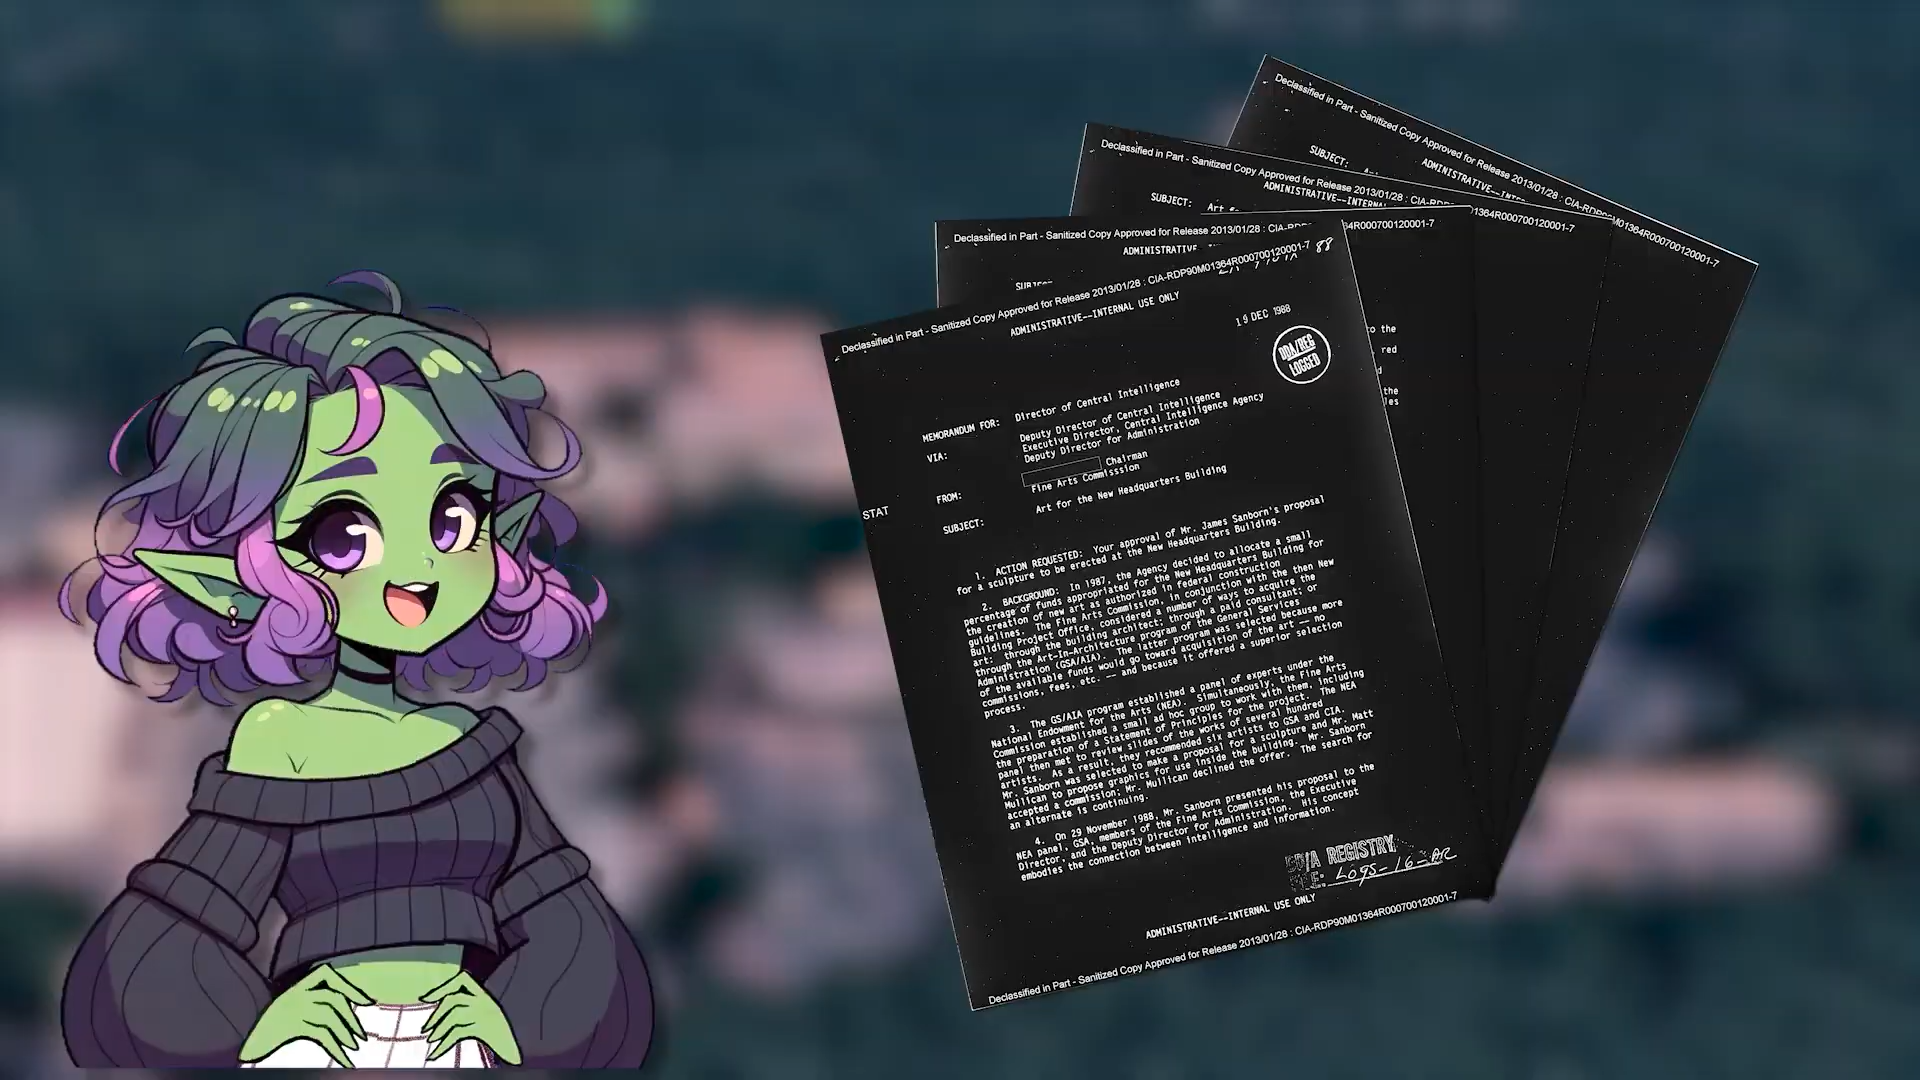 Declassified in Part - Sanitized Copy Approved for Release 2013/01/28 :
SUBJECT:
ADMINISTRATIVE--INTERN
M01364R000700120001-7
Declassified in Part - Sanitized Copy Approved for Release 2013/01/28 : CIA-RDP
1364R000700120001-7
SUBJECT: Art fo
ADMINISTRATIVE--INTERNAL
Declassified in Part - Sanitized Copy Approved for Release 2013/01/28 : CIA-RDP
364R000700120001-7
ADMINISTRATIVE
to the
red
the
les
Declassified in Part - Sanitized Copy Approved for Release 2013/01/28 : CIA-RDP90M01364R000700120001-7
88
ADMINISTRATIVE--INTERNAL USE ONLY
19 DEC 1988
DDA/REG
LOGGED
MEMORANDUM FOR: Director of Central Intelligence
VIA: Deputy Director of Central Intelligence
Executive Director, Central Intelligence Agency
Deputy Director for Administration
STAT
FROM: Chairman
Fine Arts Commisssion
SUBJECT: Art for the New Headquarters Building
1. ACTION REQUESTED: Your approval of Mr. James Sanborn's proposal
for a sculpture to be erected at the New Headquarters Building.
2. BACKGROUND: In 1987, the Agency decided to allocate a small
percentage of funds appropriated for the New Headquarters Building for
the creation of new art as authorized in federal construction
guidelines. The Fine Arts Commission, in conjunction with the then New
Building Project Office, considered a number of ways to acquire the
art: through the building architect; through a paid consultant; or
through the Art-In-Architecture program of the General Services
Administration (GSA/AIA). The latter program was selected because more
of the available funds would go toward acquisition of the art -- no
commissions, fees, etc. -- and because it offered a superior selection
process.
3. The GS/AIA program established a panel of experts under the
National Endowment for the Arts (NEA). Simultaneously, the Fine Arts
Commission established a small ad hoc group to work with them, including
the preparation of a Statement of Principles for the project. The NEA
panel then met to review slides of the works of several hundred
artists. As a result, they recommended six artists to GSA and CIA.
Mr. Sanborn was selected to make a proposal for a sculpture and Mr. Matt
Mullican to propose graphics for use inside the building. Mr. Sanborn
accepted a commission; Mr. Mullican declined the offer. The search for
an alternate is continuing.
4. On 29 November 1988, Mr. Sanborn presented his proposal to the
NEA panel, GSA, members of the Fine Arts Commission, the Executive
Director, and the Deputy Director for Administration. His concept
embodies the connection between intelligence and information.
REGISTRY
ADMINISTRATIVE--INTERNAL USE ONLY
Declassified in Part - Sanitized Copy Approved for Release 2013/01/28 : CIA-RDP90M01364R000700120001-7